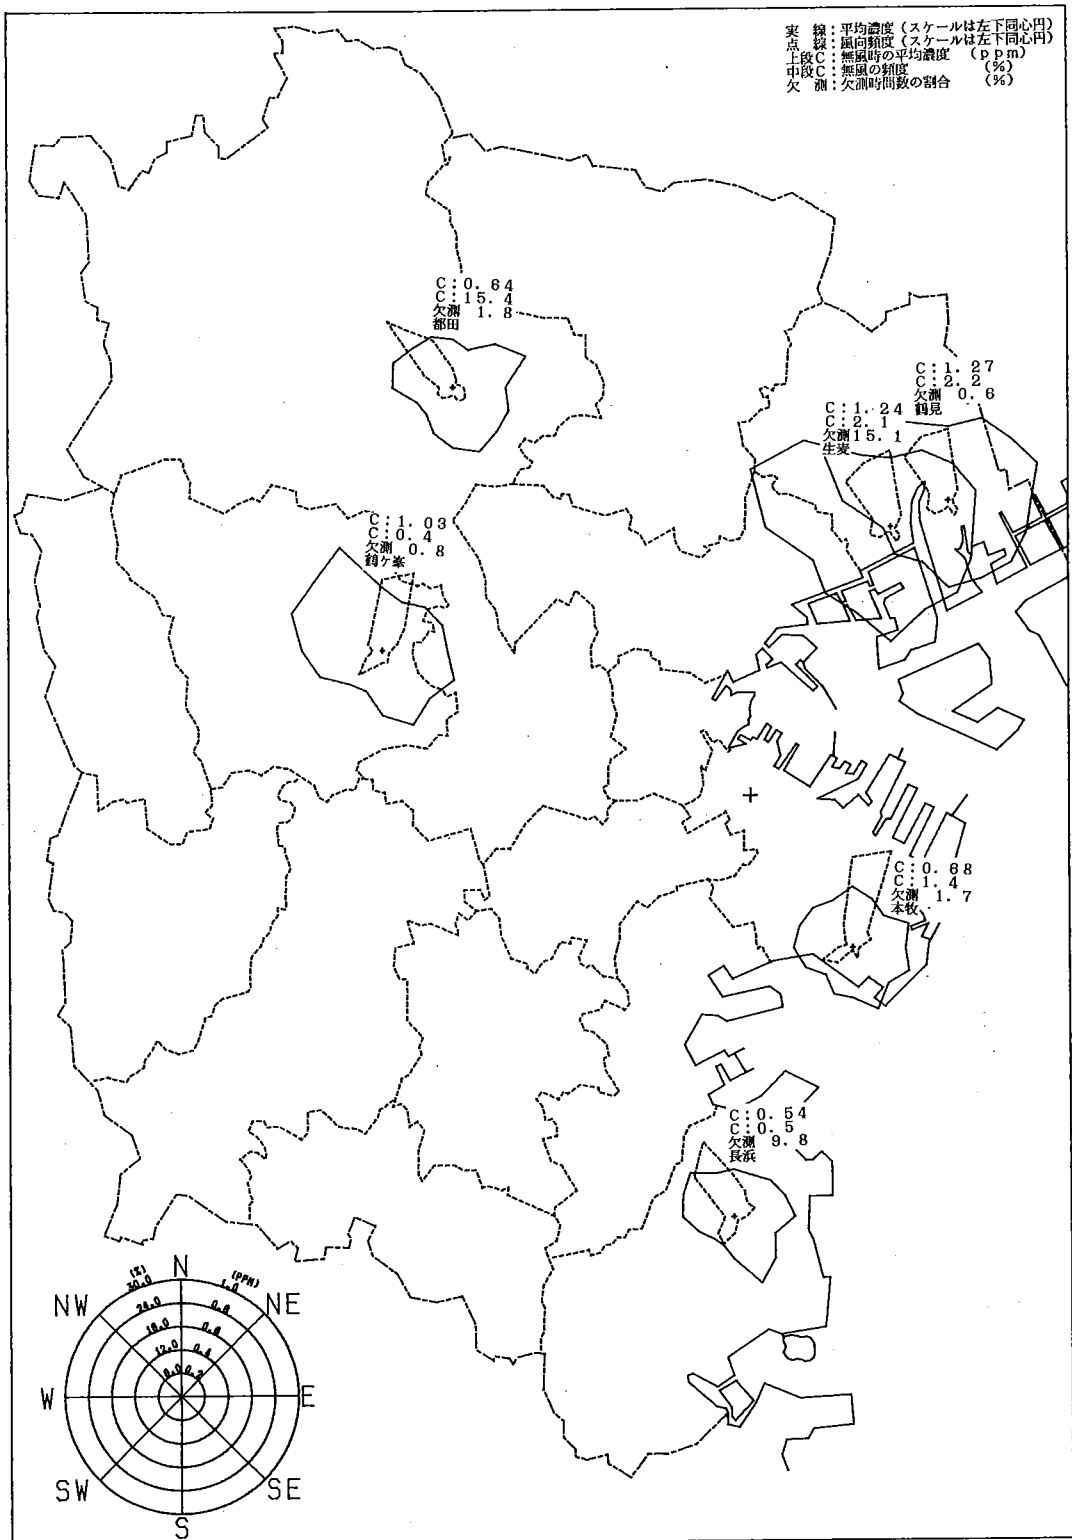 実　線：平均濃度（スケールは左下同心円）
点　線：風向頻度（スケールは左下同心円）
上段C：無風時の平均濃度　（ppm）
中段C：無風の頻度　（%）
欠　測：欠測時間数の割合　（%）
C：0.64
C：15.4
欠測　1.8
都田
C：1.27
C：2.2
欠測　0.6
鶴見
C：1.24
C：2.1
欠測15.1
生麦
C：1.03
C：0.4
欠測　0.8
鶴ケ峯
C：0.68
C：1.4
欠測　1.7
本牧
C：0.54
C：0.5
欠測　9.8
長浜
N
(%)　(PPM)
30.0　1.0
NW　NE
24.0　0.8
18.0　0.6
12.0　0.4
6.0　0.2
W　E
SW　SE
S